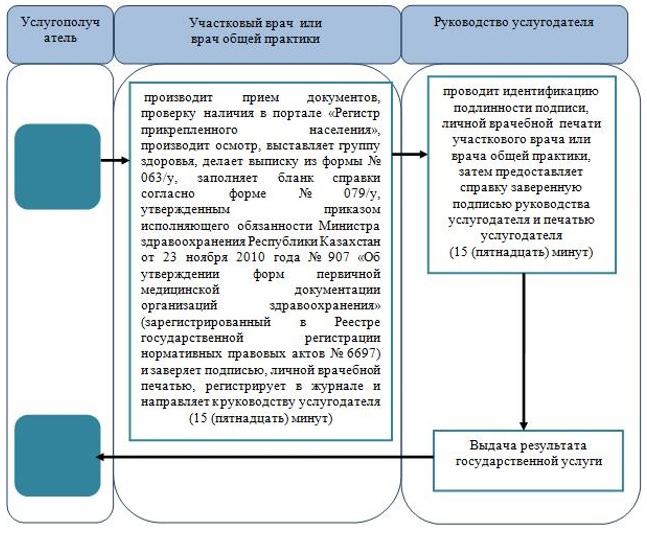 Услугополуч
атель
Участковый врач или
врач общей практики
Руководство услугодателя
производит прием документов,
проверку наличия в портале «Регистр
прикрепленного населения»,
производит осмотр, выставляет группу
здоровья, делает выписку из формы №
063/у, заполняет бланк справки
согласно форме № 079/у,
утвержденным приказом
исполняющего обязанности Министра
здравоохранения Республики Казахстан
от 23 ноября 2010 года № 907 «Об
утверждении форм первичной
медицинской документации
организаций здравоохранения»
(зарегистрированный в Реестре
государственной регистрации
нормативных правовых актов № 6697)
и заверяет подписью, личной врачебной
печатью, регистрирует в журнале и
направляет к руководству услугодателя
(15 (пятнадцать) минут)
проводит идентификацию
подлинности подписи,
личной врачебной печати
участкового врача или
врача общей практики,
затем предоставляет
справку заверенную
подписью руководства
услугодателя и печатью
услугодателя
(15 (пятнадцать) минут)
Выдача результата
государственной услуги